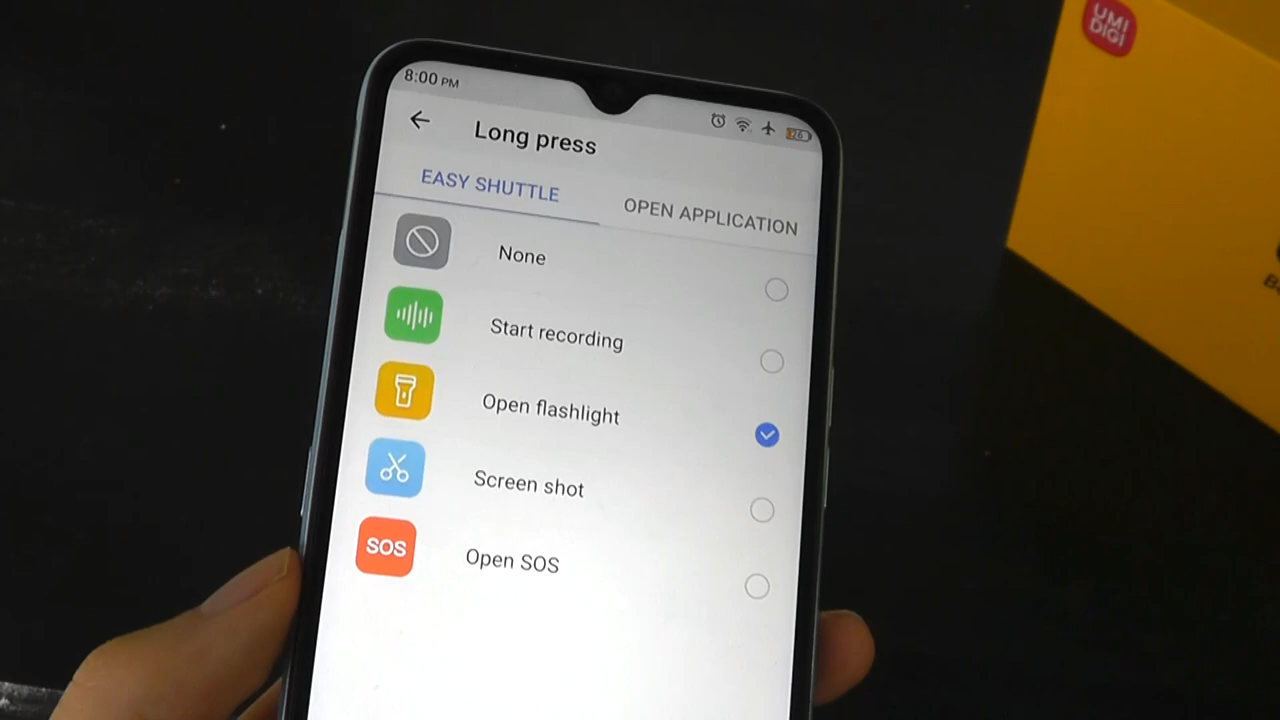 UMI
DIGI
8:00 PM
26
Long press
EASY SHUTTLE
OPEN APPLICATION
None
Start recording
Open flashlight
Screen shot
SOS
Open SOS